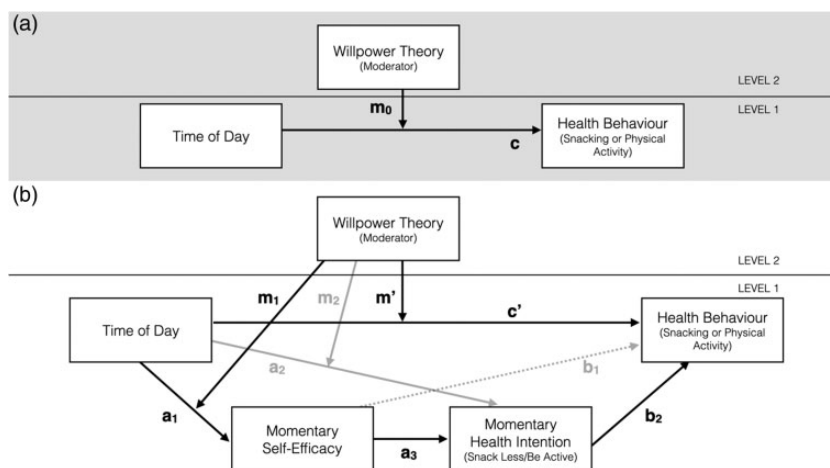 (a)
Willpower Theory
(Moderator)
LEVEL 2
LEVEL 1
m0
Time of Day
c
Health Behaviour
(Snacking or Physical
Activity)
(b)
Willpower Theory
(Moderator)
LEVEL 2
LEVEL 1
m1
m2
m'
Time of Day
c'
Health Behaviour
(Snacking or Physical
Activity)
a2
b1
a1
Momentary
Self-Efficacy
a3
Momentary
Health Intention
(Snack Less/Be Active)
b2